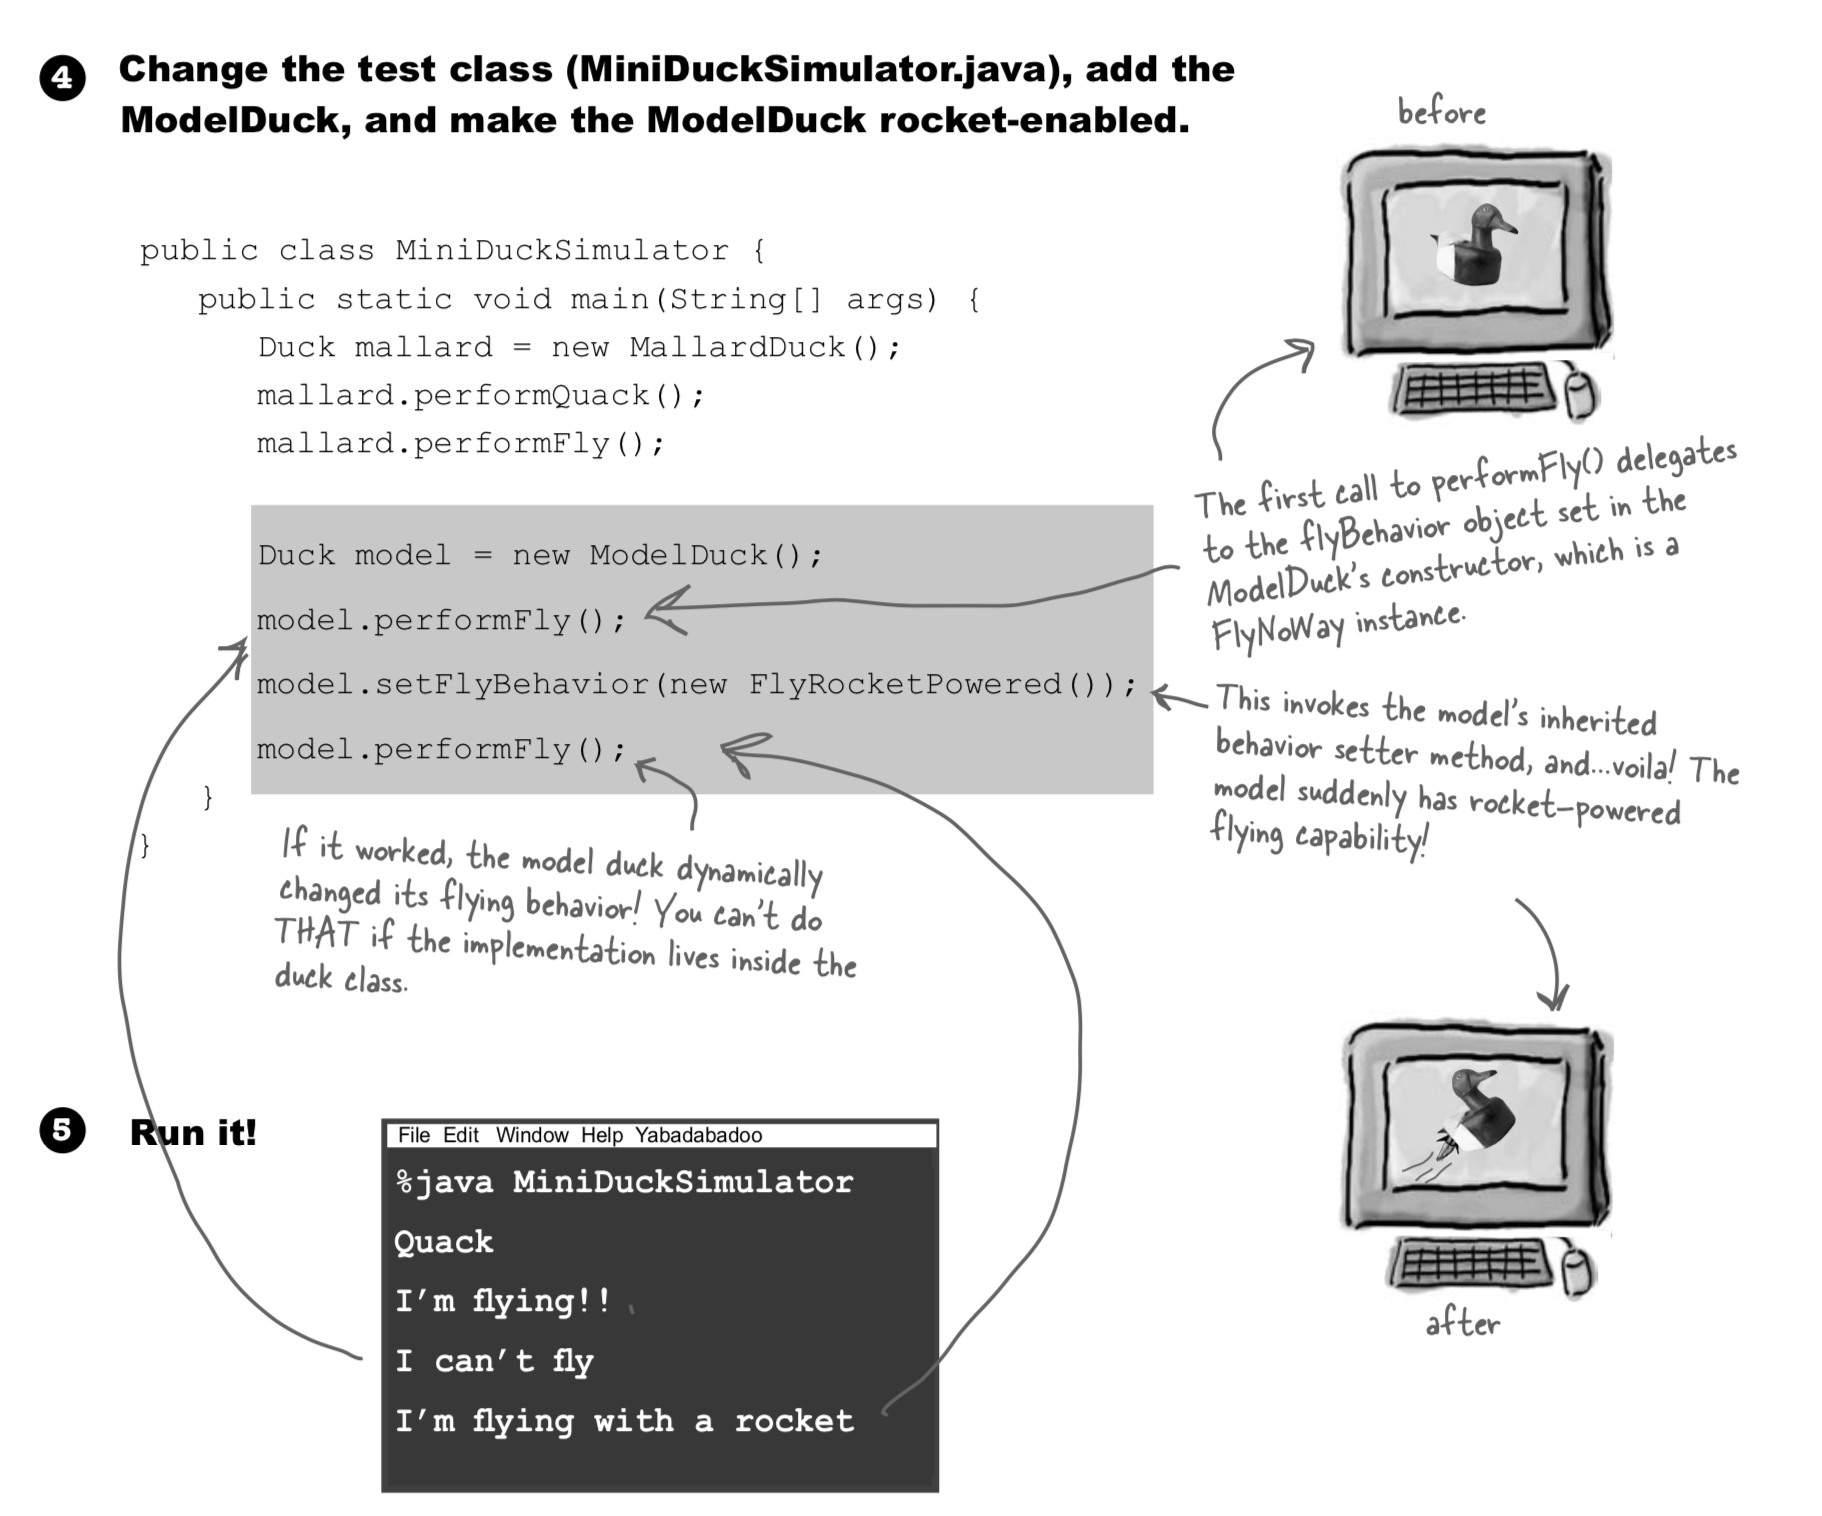 4 Change the test class (MiniDuckSimulator.java), add the
ModelDuck, and make the ModelDuck rocket-enabled.
before
public class MiniDuckSimulator {
public static void main(String[] args) {
Duck mallard = new MallardDuck();
mallard.performQuack();
mallard.performFly();
The first call to performFly() delegates
to the flyBehavior object set in the
ModelDuck's constructor, which is a
FlyNoWay instance.
Duck model = new ModelDuck();
model.performFly();
model.setFlyBehavior(new FlyRocketPowered());
model.performFly();
}
}
This invokes the model's inherited
behavior setter method, and...voila! The
model suddenly has rocket-powered
flying capability!
If it worked, the model duck dynamically
changed its flying behavior! You can't do
THAT if the implementation lives inside the
duck class.
5 Run it!
File Edit Window Help Yabadabadoo
%java MiniDuckSimulator
Quack
I'm flying!!
I can't fly
I'm flying with a rocket
after